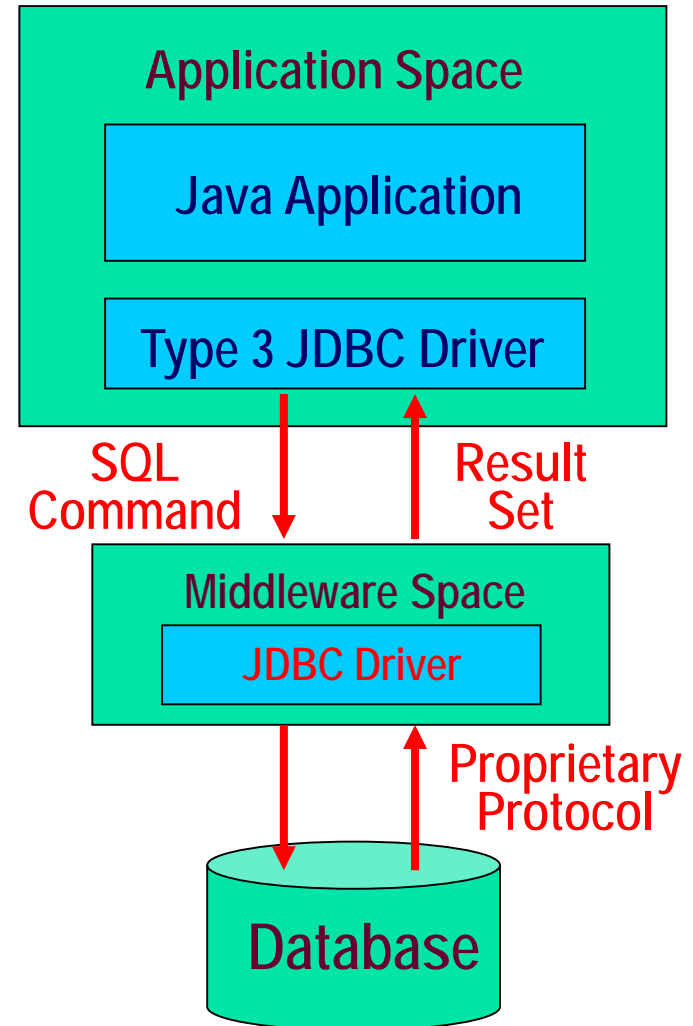 Application Space
Java Application
Type 3 JDBC Driver
SQL
Command
Result
Set
Middleware Space
JDBC Driver
Proprietary
Protocol
Database